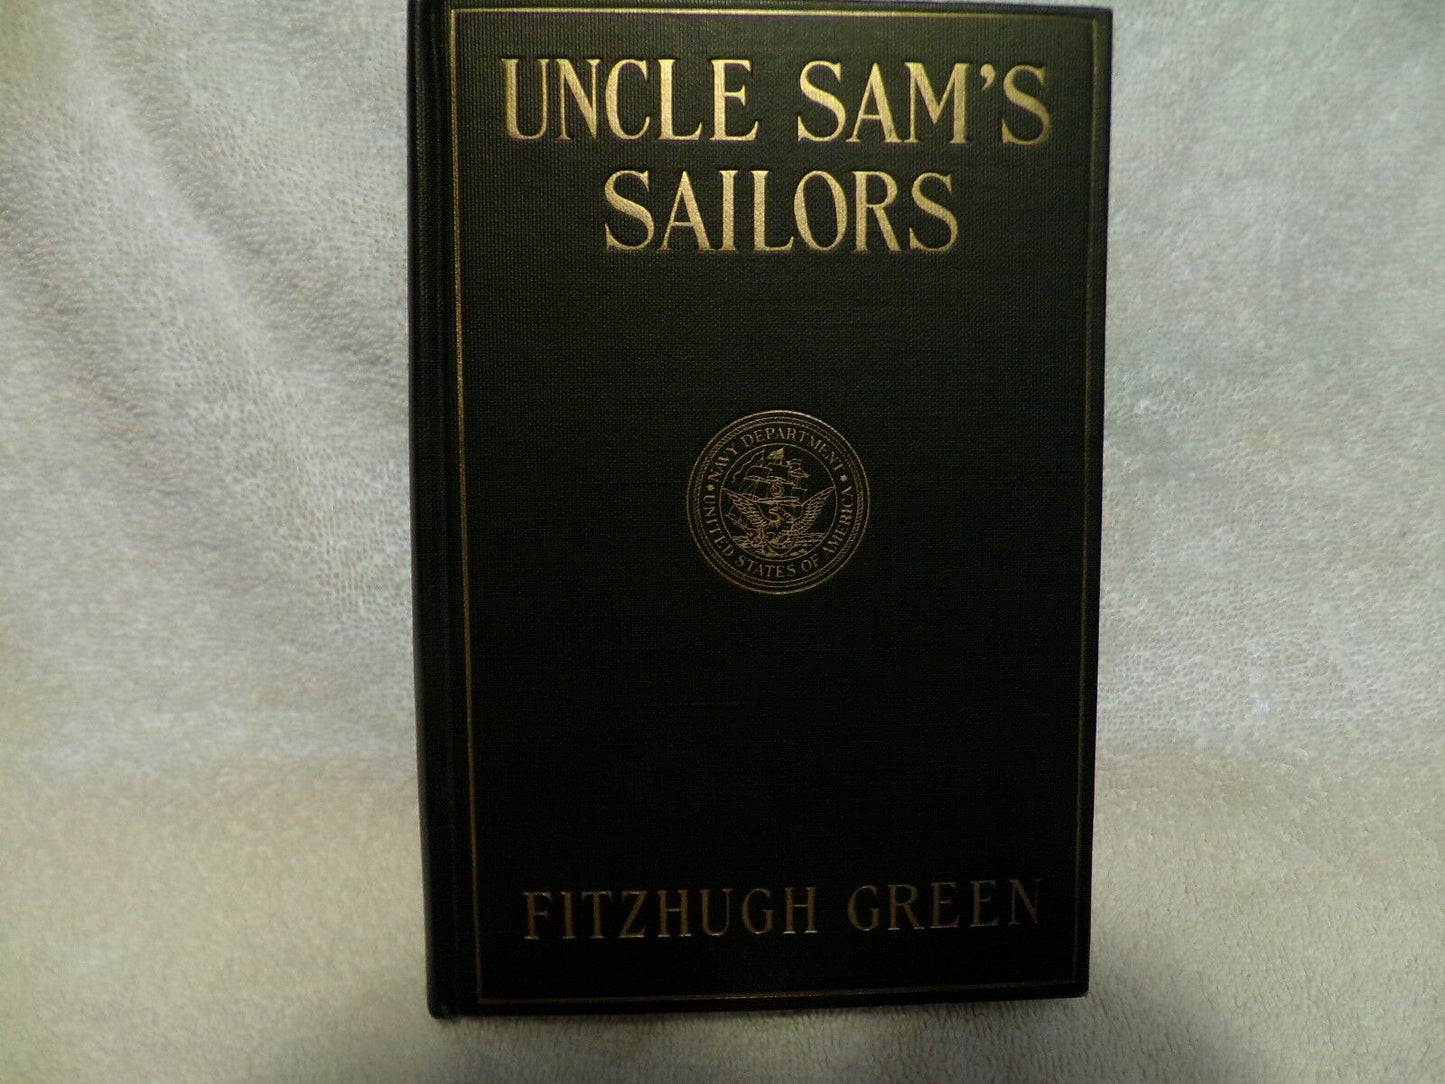 UNCLE SAM'S
SAILORS
• NAVY DEPARTMENT •
UNITED STATES OF AMERICA
FITZHUGH GREEN